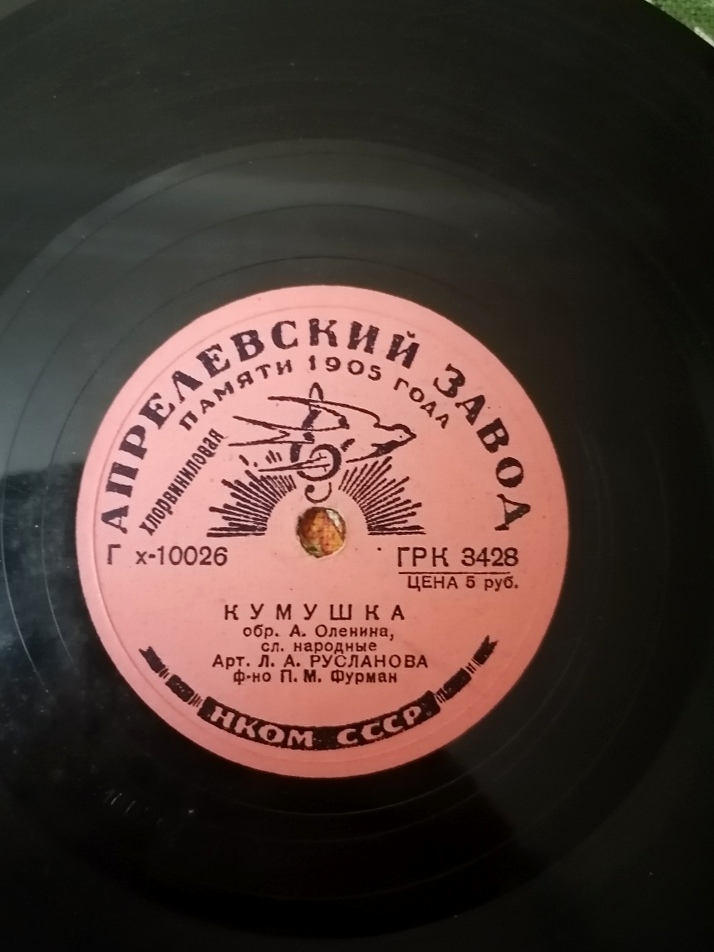 АПРЕЛЕВСКИЙ ЗАВОД
ПАМЯТИ 1905 ГОДА
хлорвиниловая
Г х-10026
ГРК 3428
ЦЕНА 5 руб.
КУМУШКА
обр. А. Оленина,
сл. народные
Арт. Л. А. РУСЛАНОВА
ф-но П. М. Фурман
НКОМ СССР